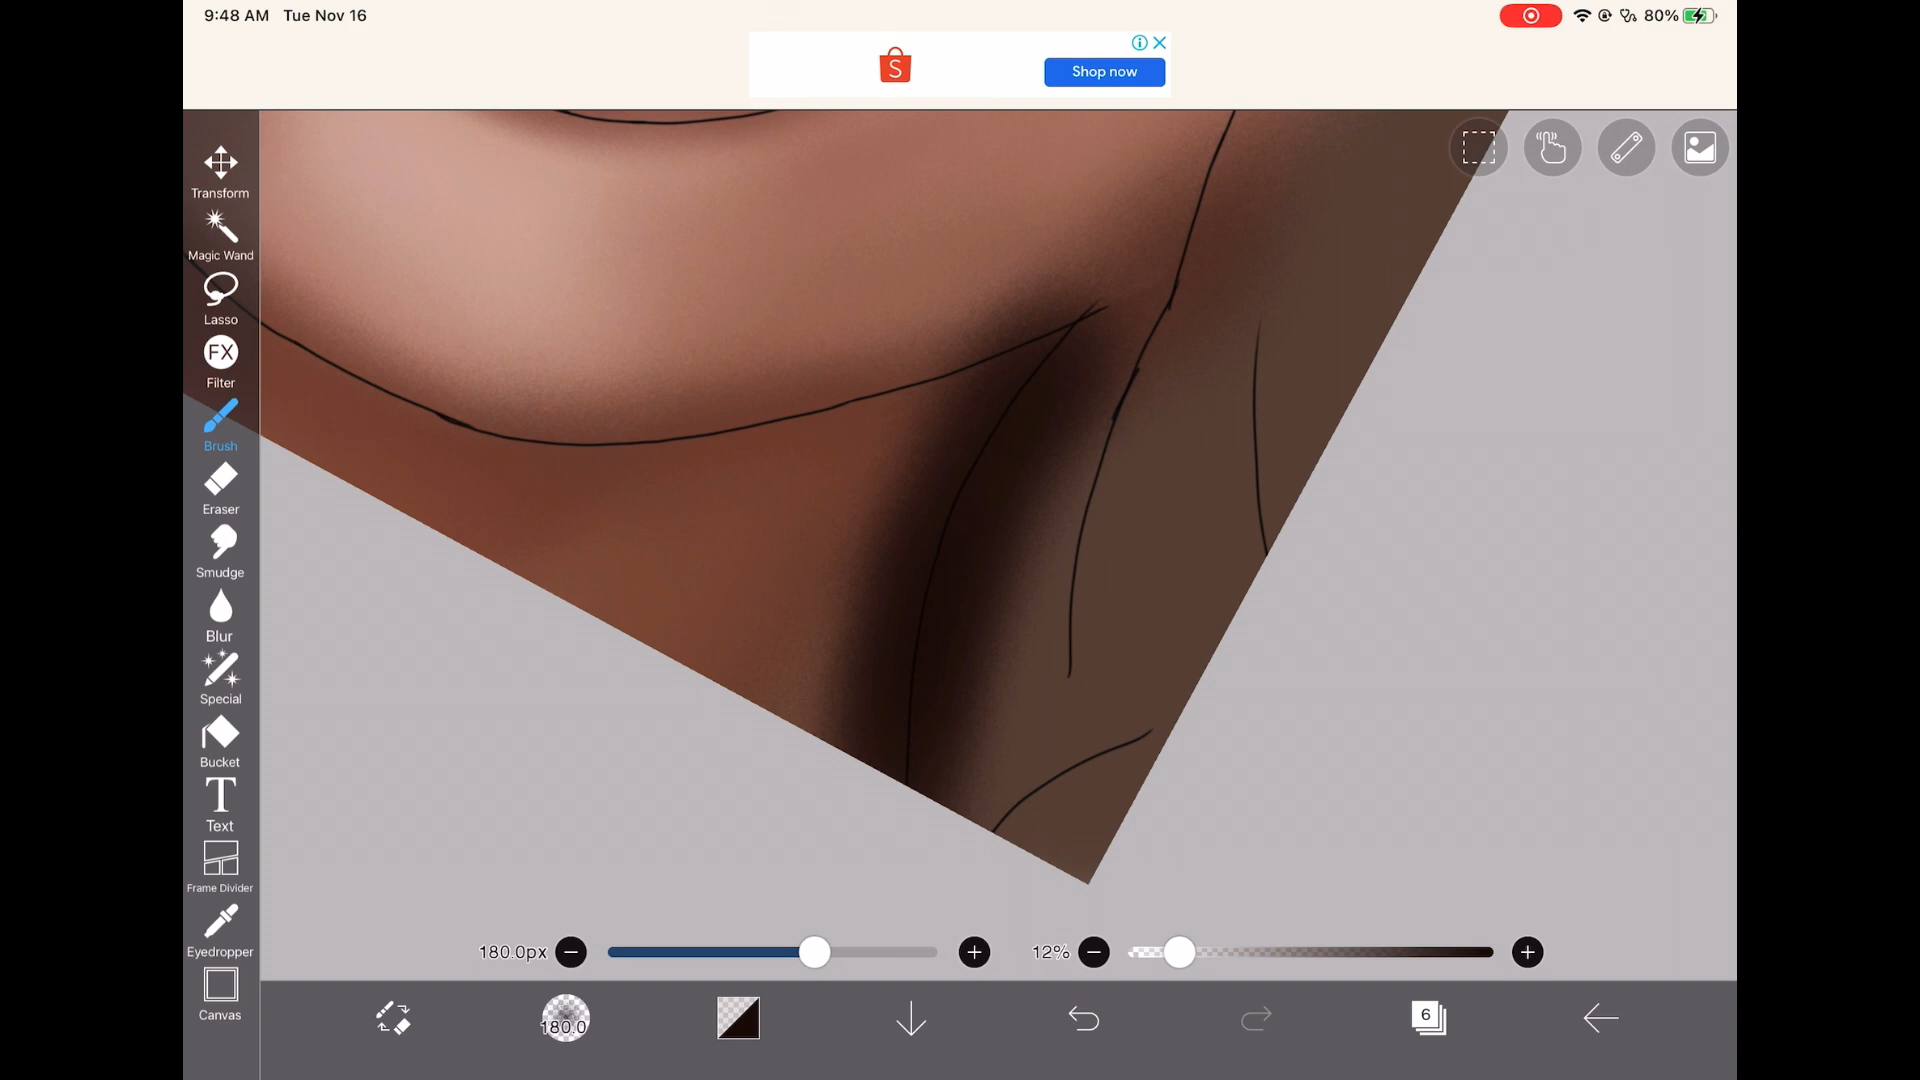 9:48 AM Tue Nov 16
80%
S
Shop now
Transform
Magic Wand
Lasso
FX
Filter
Brush
Eraser
Smudge
Blur
Special
Bucket
T
Text
Frame Divider
Eyedropper
Canvas
180.0px
12%
180.0
6